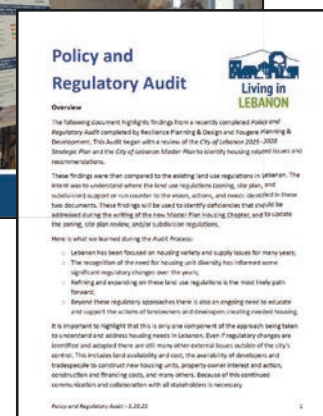 Policy and
Regulatory Audit
Living in
LEBANON
Overview
The following document highlights findings from a recently completed Policy and
Regulatory Audit completed by Resilience Planning & Design and Fougere Planning &
Development. This Audit began with a review of the City of Lebanon 2025-2028
Strategic Plan and the City of Lebanon Master Plan to identify housing related issues and
recommendations.
These findings were then compared to the existing land use regulations in Lebanon. The
intent was to understand where the land use regulations (zoning, site plan, and
subdivision) support or run counter to the vision, actions, and needs identified in these
two documents. These findings will be used to identify deficiencies that should be
addressed during the writing of the new Master Plan Housing Chapter, and to update
the zoning, site plan review, and/or subdivision regulations.
Here is what we learned during the Audit Process:
○ Lebanon has been focused on housing variety and supply issues for many years;
○ The recognition of the need for housing unit diversity has informed some
significant regulatory changes over the years;
○ Refining and expanding on these land use regulations is the most likely path
forward;
○ Beyond these regulatory approaches there is also an ongoing need to educate
and support the actions of landowners and developers creating needed housing.
It is important to highlight that this is only one component of the approach being taken
to understand and address housing needs in Lebanon. Even if regulatory changes are
identified and adopted there are still many other external issues outside of the city's
control. This includes land availability and cost, the availability of developers and
tradespeople to construct new housing units, property owner interest and action,
construction and financing costs, and many others. Because of this continued
communication and collaboration with all stakeholders is necessary.
Policy and Regulatory Audit -
1